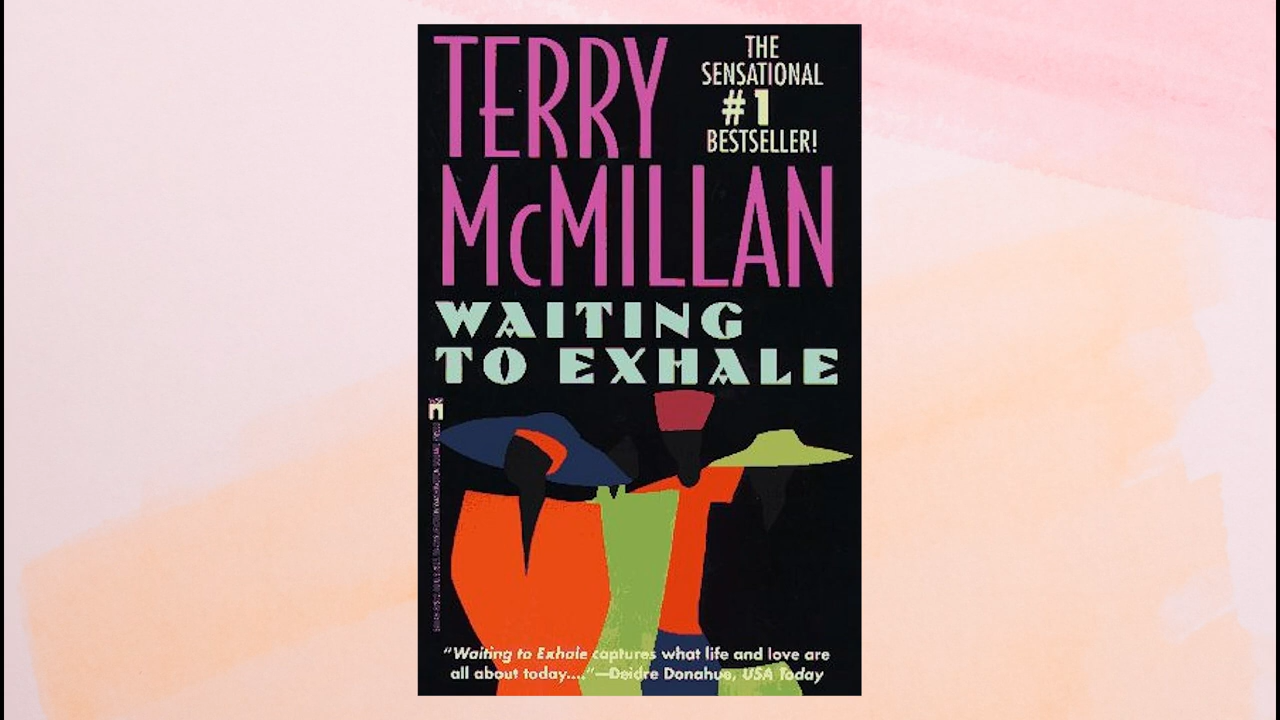 TERRY
McMILLAN
THE
SENSATIONAL
#1
BESTSELLER!
WAITING
TO EXHALE
"Waiting to Exhale captures what life and love are
all about today...."—Deidre Donahue, USA Today